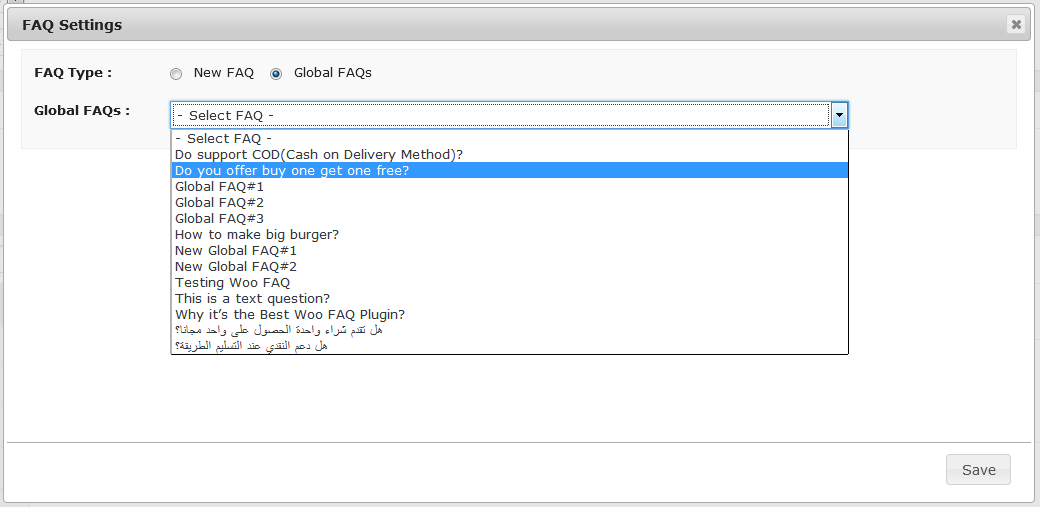 FAQ Settings
FAQ Type : New FAQ Global FAQs
Global FAQs : - Select FAQ -
- Select FAQ -
Do support COD(Cash on Delivery Method)?
Do you offer buy one get one free?
Global FAQ#1
Global FAQ#2
Global FAQ#3
How to make big burger?
New Global FAQ#1
New Global FAQ#2
Testing Woo FAQ
This is a text question?
Why it’s the Best Woo FAQ Plugin?
هل تقدم شراء واحدة الحصول على واحد مجانا؟
هل دعم النقدي عند التسليم الطريقة؟
Save